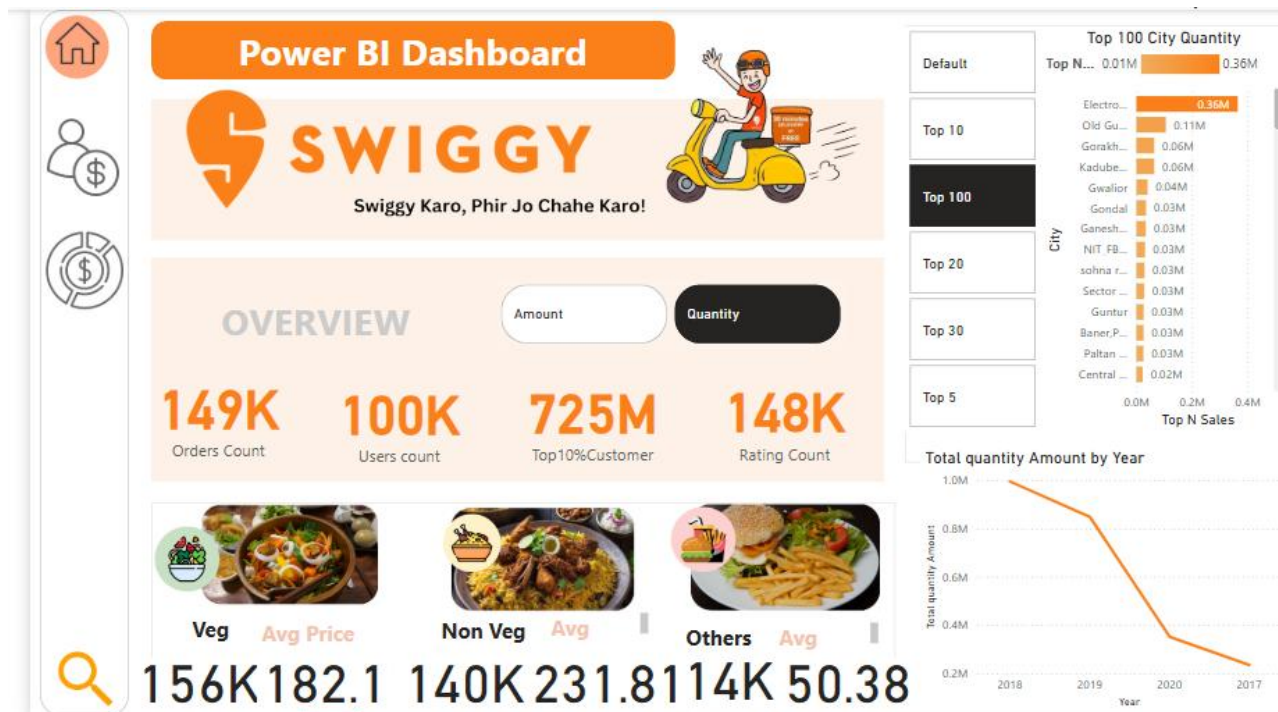 Power BI Dashboard
SWIGGY
Swiggy Karo, Phir Jo Chahe Karo!
OVERVIEW
Amount
Quantity
149K
Orders Count
100K
Users count
725M
Top10%Customer
148K
Rating Count
Veg
Avg Price
156K 182.1
Non Veg
Avg
140K 231.8
Others
Avg
114K 50.38
Default
Top 10
Top 100
Top 20
Top 30
Top 5
Top 100 City Quantity
Top N... 0.01M 0.36M
City
Electro... 0.36M
Old Gu... 0.11M
Gorakh... 0.06M
Kadube... 0.06M
Gwalior 0.04M
Gondal 0.03M
Ganesh... 0.03M
NIT FB... 0.03M
sohna r... 0.03M
Sector ... 0.03M
Guntur 0.03M
Baner,P... 0.03M
Paltan ... 0.03M
Central ... 0.02M
0.0M 0.2M 0.4M
Top N Sales
Total quantity Amount by Year
Total quantity Amount
1.0M
0.8M
0.6M
0.4M
0.2M
2018 2019 2020 2017
Year